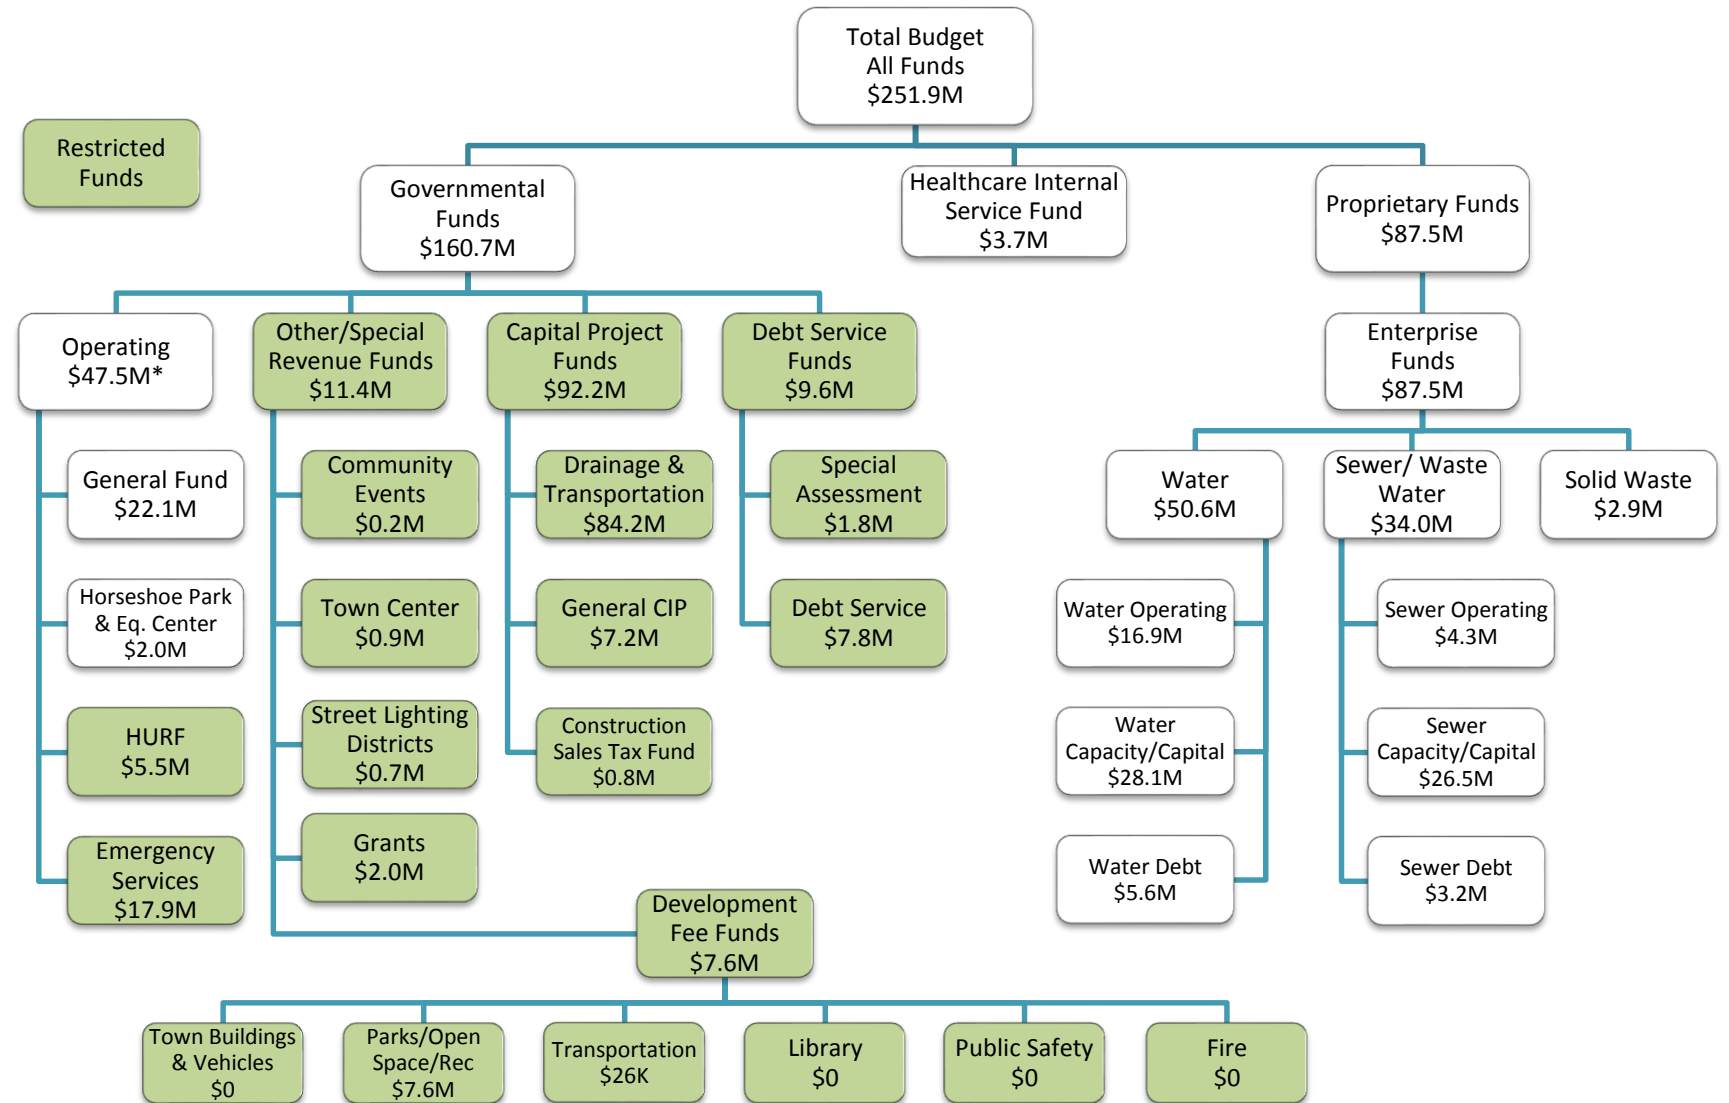 Total Budget
All Funds
$251.9M
Restricted
Funds
Governmental
Funds
$160.7M
Healthcare Internal
Service Fund
$3.7M
Proprietary Funds
$87.5M
Operating
$47.5M*
Other/Special
Revenue Funds
$11.4M
Capital Project
Funds
$92.2M
Debt Service
Funds
$9.6M
Enterprise
Funds
$87.5M
General Fund
$22.1M
Community
Events
$0.2M
Drainage &
Transportation
$84.2M
Special
Assessment
$1.8M
Water
$50.6M
Sewer/ Waste
Water
$34.0M
Solid Waste
$2.9M
Horseshoe Park
& Eq. Center
$2.0M
Town Center
$0.9M
General CIP
$7.2M
Debt Service
$7.8M
Water Operating
$16.9M
Sewer Operating
$4.3M
HURF
$5.5M
Street Lighting
Districts
$0.7M
Construction
Sales Tax Fund
$0.8M
Water
Capacity/Capital
$28.1M
Sewer
Capacity/Capital
$26.5M
Emergency
Services
$17.9M
Grants
$2.0M
Water Debt
$5.6M
Sewer Debt
$3.2M
Development
Fee Funds
$7.6M
Town Buildings
& Vehicles
$0
Parks/Open
Space/Rec
$7.6M
Transportation
$26K
Library
$0
Public Safety
$0
Fire
$0